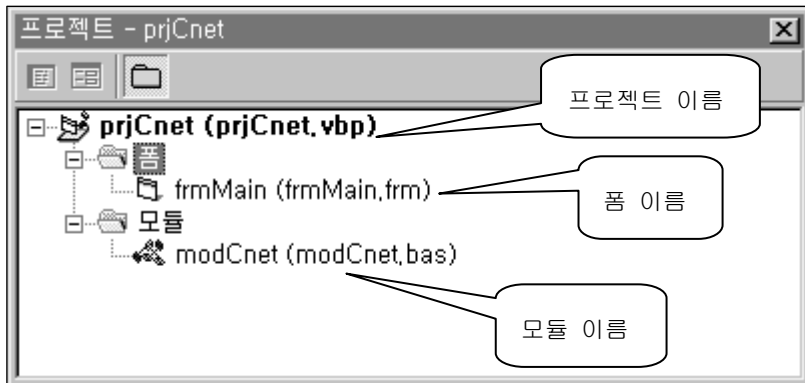 프로젝트 - prjCnet
프로젝트 이름
prjCnet (prjCnet.vbp)
폼
frmMain (frmMain.frm)
폼 이름
모듈
modCnet (modCnet.bas)
모듈 이름